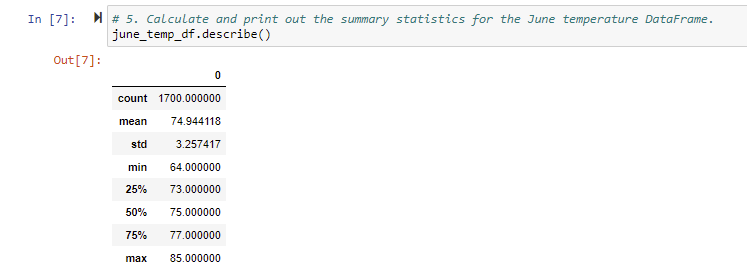 In [7]: # 5. Calculate and print out the summary statistics for the June temperature DataFrame.
june_temp_df.describe()
Out[7]:
0
count 1700.000000
mean 74.944118
std 3.257417
min 64.000000
25% 73.000000
50% 75.000000
75% 77.000000
max 85.000000